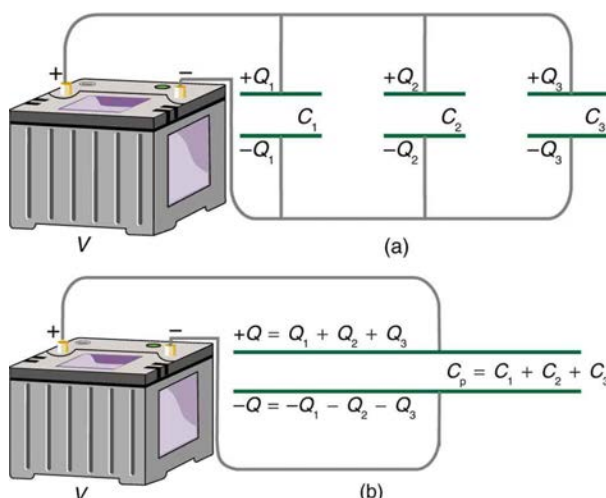 + −
+Q₁ +Q₂ +Q₃
C₁ C₂ C₃
−Q₁ −Q₂ −Q₃
V (a)
+ −
+Q = Q₁ + Q₂ + Q₃
Cₚ = C₁ + C₂ + C₃
−Q = −Q₁ − Q₂ − Q₃
V (b)